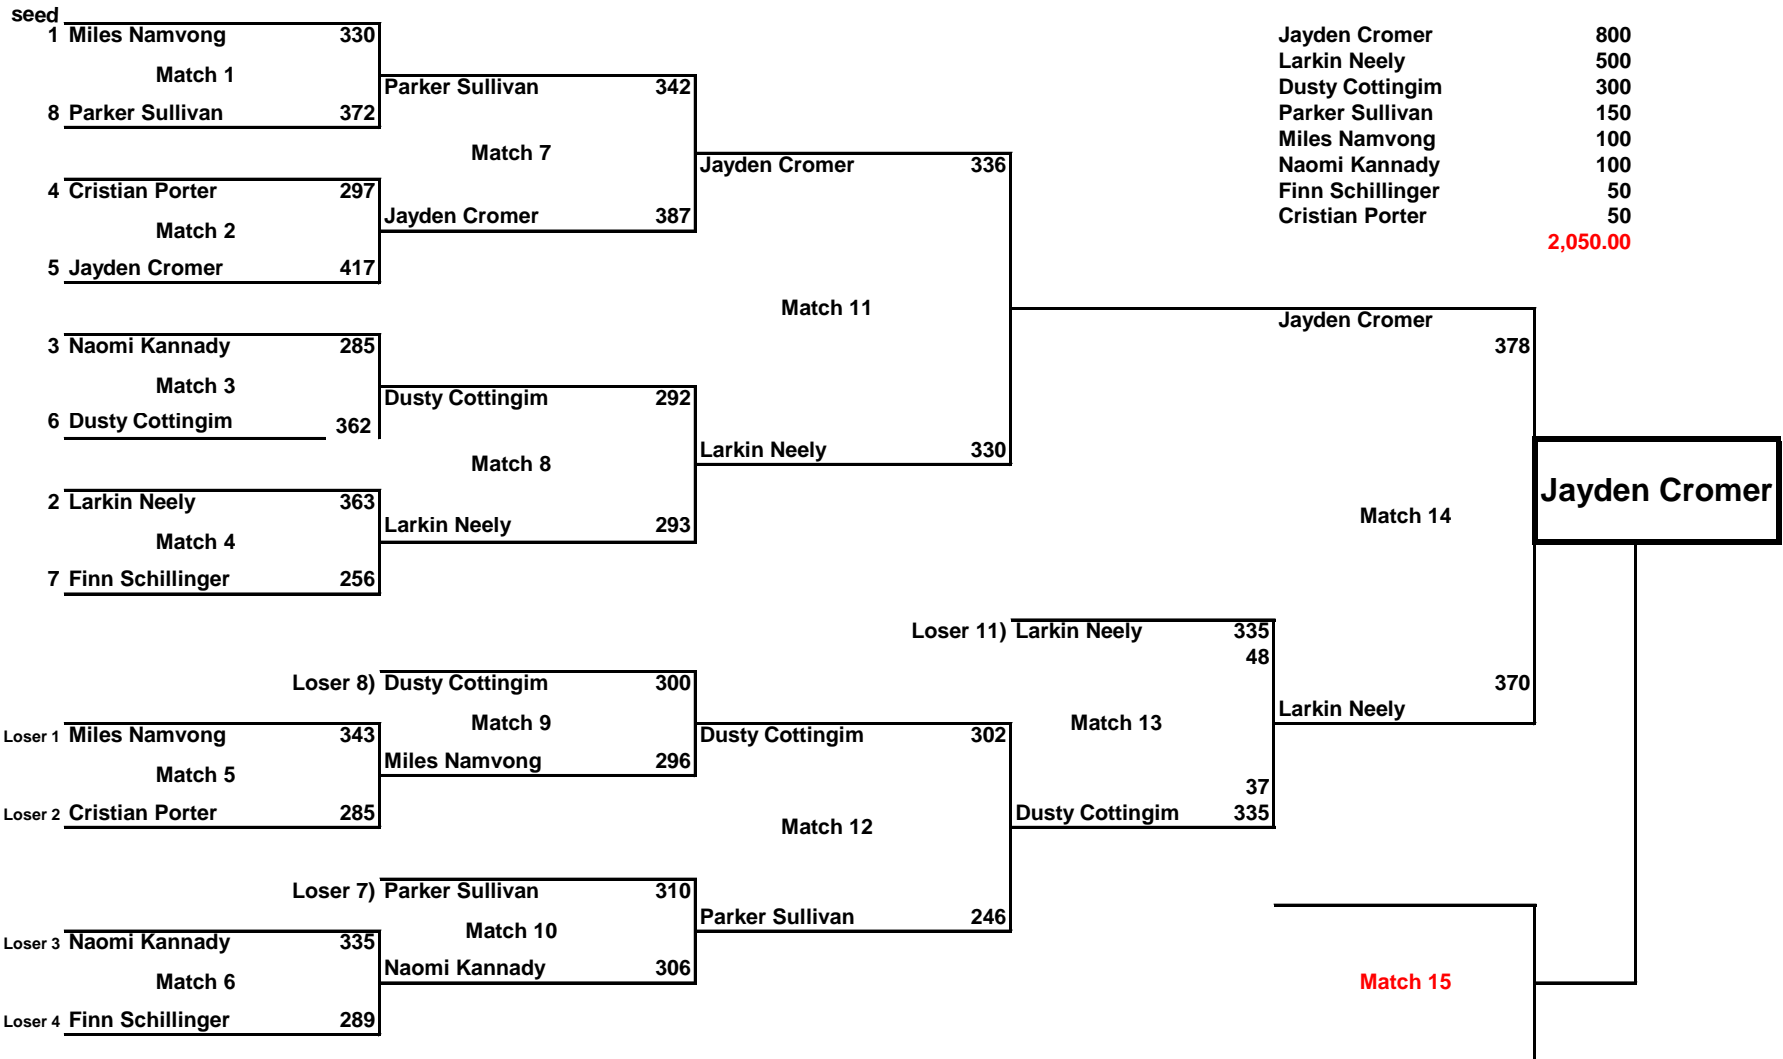 seed
1 Miles Namvong 330
Match 1
8 Parker Sullivan 372
4 Cristian Porter 297
Match 2
5 Jayden Cromer 417
3 Naomi Kannady 285
Match 3
6 Dusty Cottingim 362
2 Larkin Neely 363
Match 4
7 Finn Schillinger 256
Loser 1 Miles Namvong 343
Match 5
Loser 2 Cristian Porter 285
Loser 3 Naomi Kannady 335
Match 6
Loser 4 Finn Schillinger 289
Parker Sullivan 342
Match 7
Jayden Cromer 387
Dusty Cottingim 292
Match 8
Larkin Neely 293
Loser 8) Dusty Cottingim 300
Match 9
Miles Namvong 296
Loser 7) Parker Sullivan 310
Match 10
Naomi Kannady 306
Jayden Cromer 336
Match 11
Larkin Neely 330
Dusty Cottingim 302
Match 12
Parker Sullivan 246
Loser 11) Larkin Neely 335
48
Match 13
37
Dusty Cottingim 335
Jayden Cromer
378
Match 14
370
Larkin Neely
Match 15
Jayden Cromer
Jayden Cromer 800
Larkin Neely 500
Dusty Cottingim 300
Parker Sullivan 150
Miles Namvong 100
Naomi Kannady 100
Finn Schillinger 50
Cristian Porter 50
2,050.00